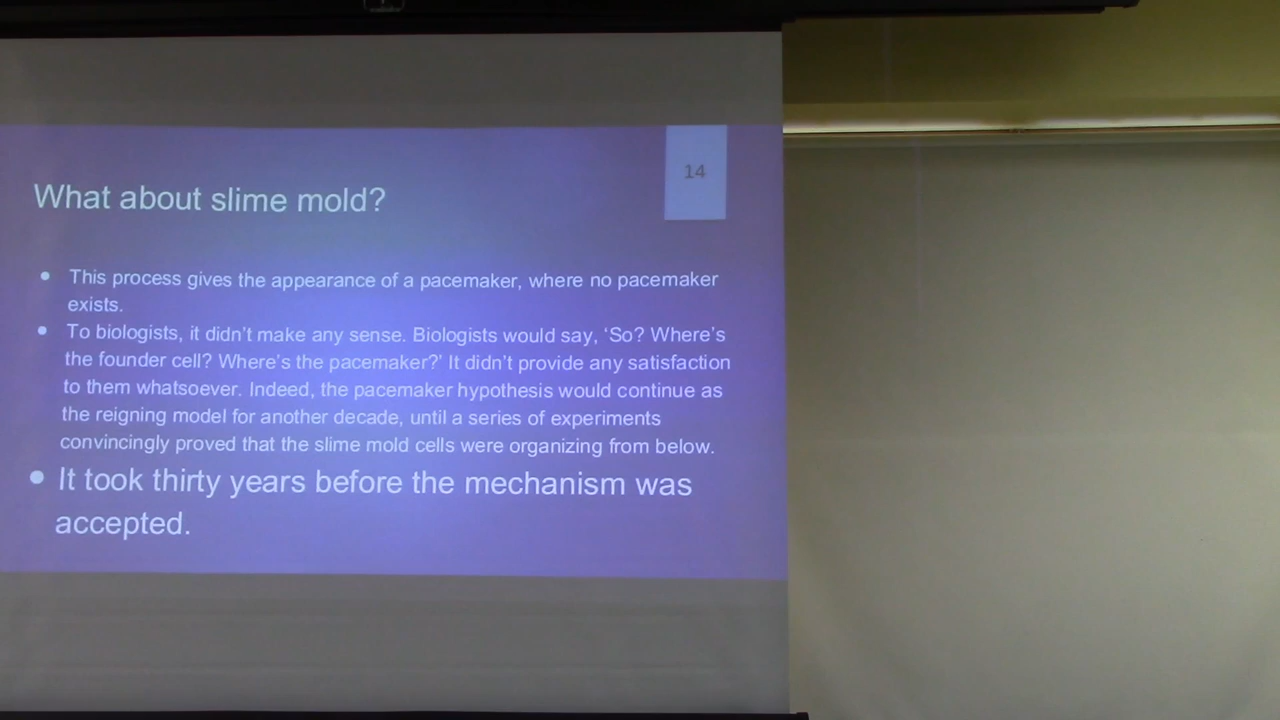 14
What about slime mold?
• This process gives the appearance of a pacemaker, where no pacemaker
exists.
• To biologists, it didn't make any sense. Biologists would say, 'So? Where's
the founder cell? Where's the pacemaker?' It didn't provide any satisfaction
to them whatsoever. Indeed, the pacemaker hypothesis would continue as
the reigning model for another decade, until a series of experiments
convincingly proved that the slime mold cells were organizing from below.
• It took thirty years before the mechanism was
accepted.